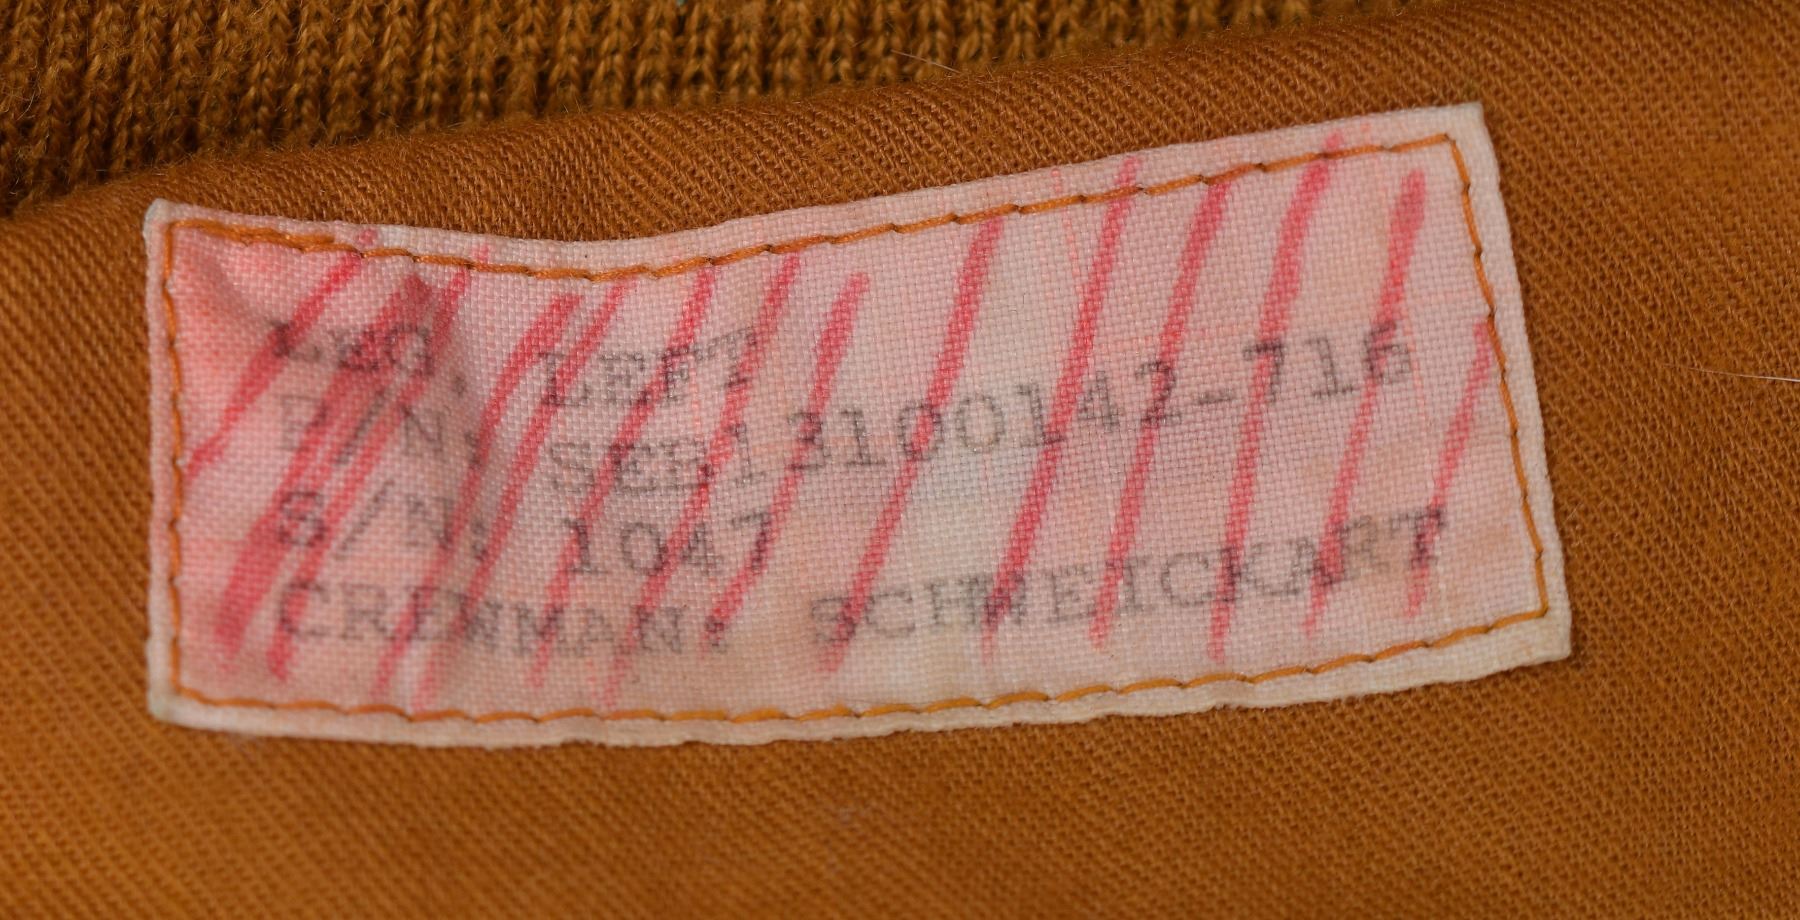 LEG, LEFT
P/N: SEB13100142-716
S/N: 1047
CREWMAN: SCHWEICKART